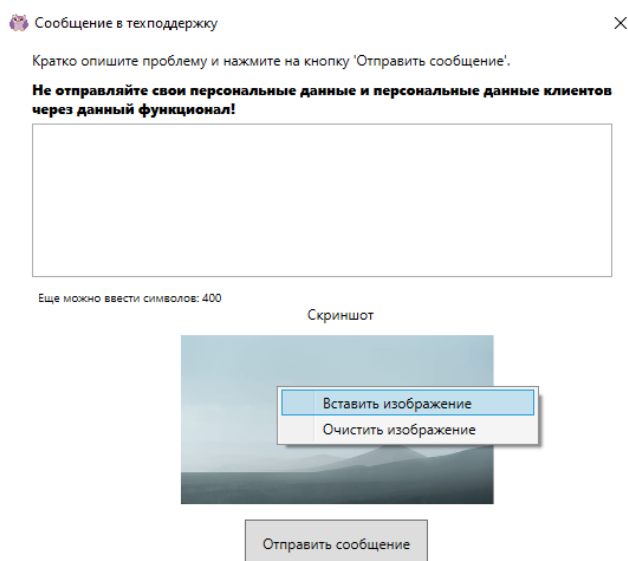 Сообщение в техподдержку
Кратко опишите проблему и нажмите на кнопку 'Отправить сообщение'.
Не отправляйте свои персональные данные и персональные данные клиентов
через данный функционал!
Еще можно ввести символов: 400
Скриншот
Вставить изображение
Очистить изображение
Отправить сообщение